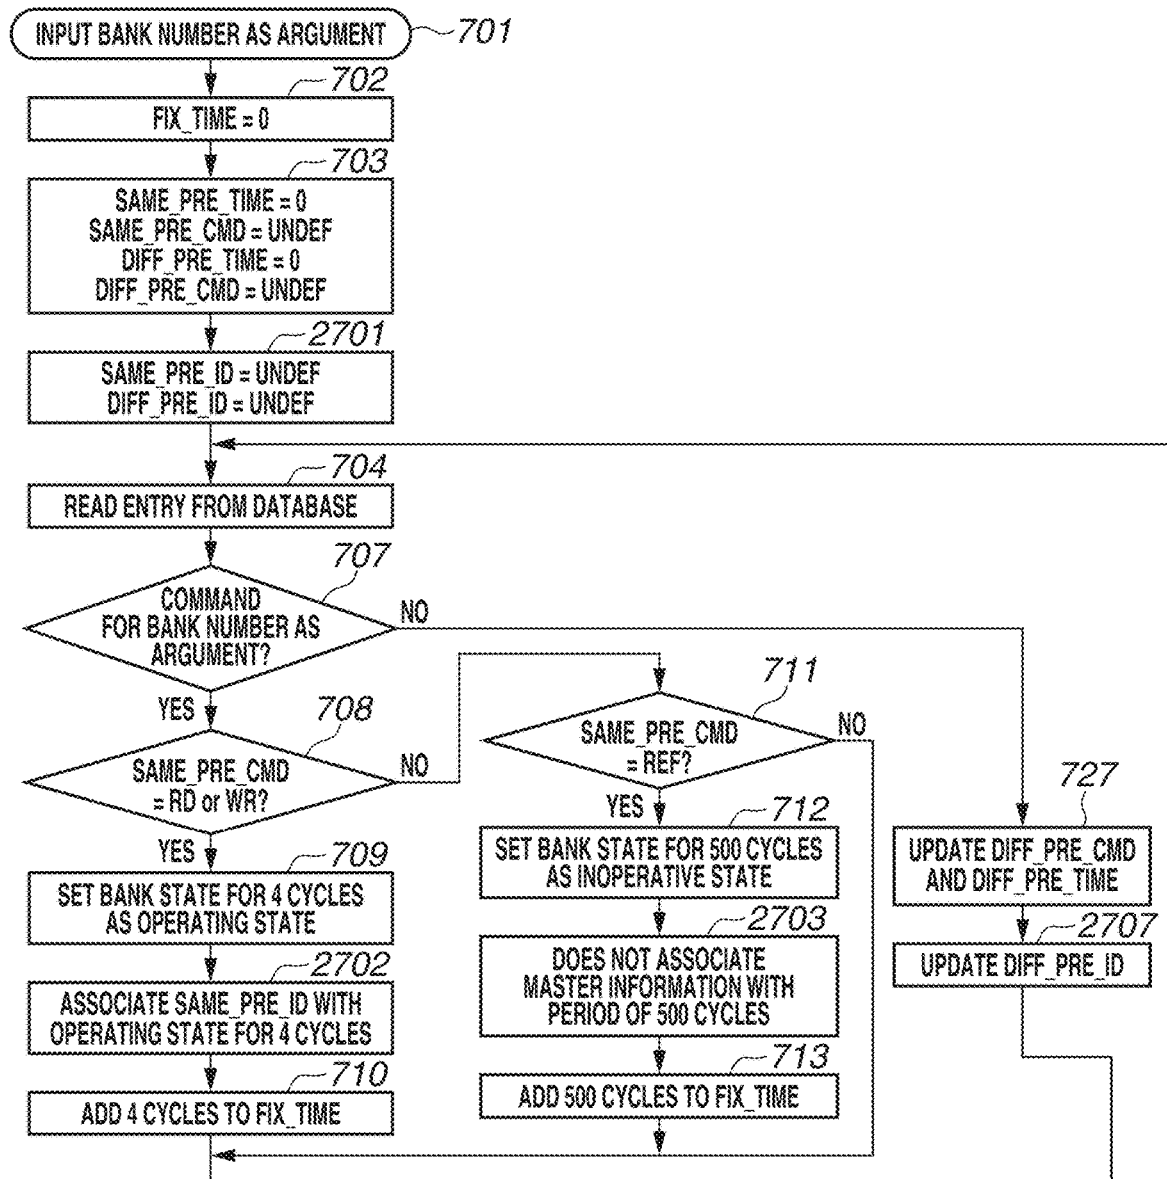 INPUT BANK NUMBER AS ARGUMENT
701
702
FIX_TIME = 0
703
SAME_PRE_TIME = 0
SAME_PRE_CMD = UNDEF
DIFF_PRE_TIME = 0
DIFF_PRE_CMD = UNDEF
2701
SAME_PRE_ID = UNDEF
DIFF_PRE_ID = UNDEF
704
READ ENTRY FROM DATABASE
707
COMMAND
FOR BANK NUMBER AS
ARGUMENT?
NO
YES
708
SAME_PRE_CMD
= RD or WR?
NO
YES
711
SAME_PRE_CMD
= REF?
NO
YES
709
SET BANK STATE FOR 4 CYCLES
AS OPERATING STATE
2702
ASSOCIATE SAME_PRE_ID WITH
OPERATING STATE FOR 4 CYCLES
710
ADD 4 CYCLES TO FIX_TIME
712
SET BANK STATE FOR 500 CYCLES
AS INOPERATIVE STATE
2703
DOES NOT ASSOCIATE
MASTER INFORMATION WITH
PERIOD OF 500 CYCLES
713
ADD 500 CYCLES TO FIX_TIME
727
UPDATE DIFF_PRE_CMD
AND DIFF_PRE_TIME
2707
UPDATE DIFF_PRE_ID